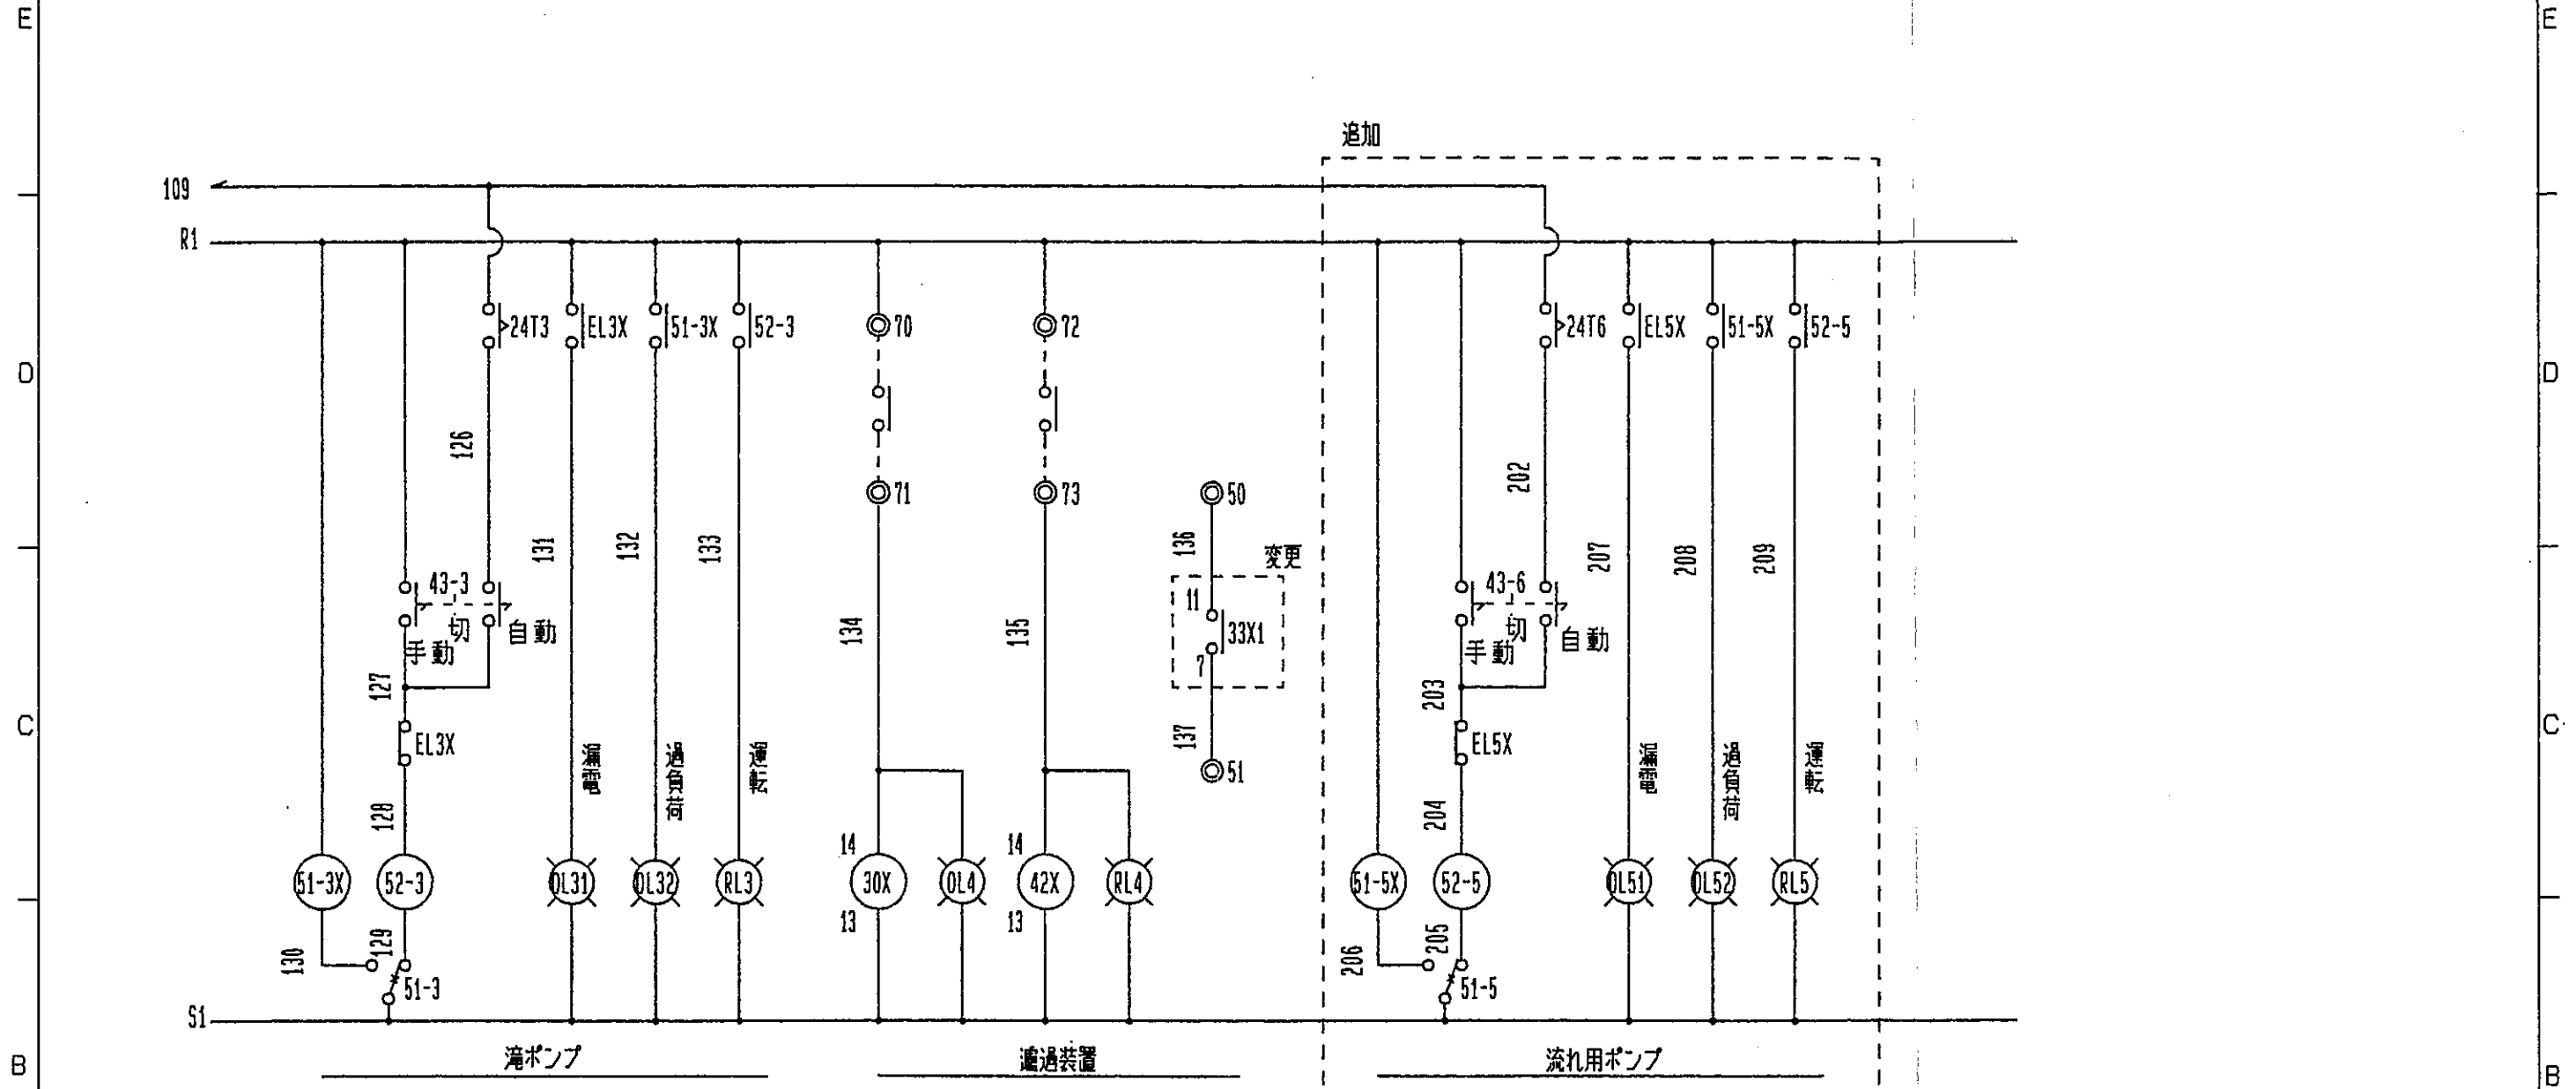 E
E
追加
109
R1
24T3
EL3X
51-3X
52-3
70
72
24T6
EL5X
51-5X
52-5
D
D
126
71
73
50
202
131
132
133
136
変更
207
208
209
43-3
切
手動
自動
134
135
11
33X1
7
43-6
切
手動
自動
127
203
C
C
EL3X
137
51
EL5X
漏電
過負荷
運転
漏電
過負荷
運転
128
204
14
14
51-3X
52-3
OL31
OL32
RL3
30X
OL4
42X
RL4
51-5X
52-5
OL51
OL52
RL5
13
13
130
129
51-3
206
205
51-5
S1
B
滝ポンプ
濾過装置
流れ用ポンプ
B